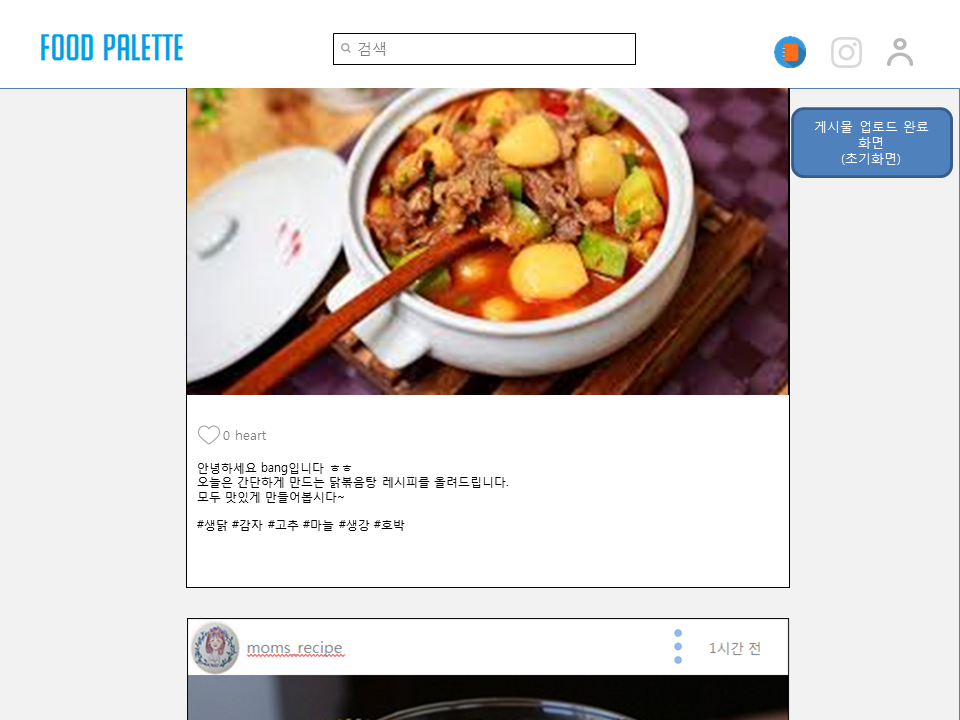 FOOD PALETTE
검색
게시물 업로드 완료
화면
(초기화면)
0 heart
안녕하세요 bang입니다 ㅎㅎ
오늘은 간단하게 만드는 닭볶음탕 레시피를 올려드립니다.
모두 맛있게 만들어봅시다~
#생닭 #감자 #고추 #마늘 #생강 #호박
moms_recipe
1시간 전